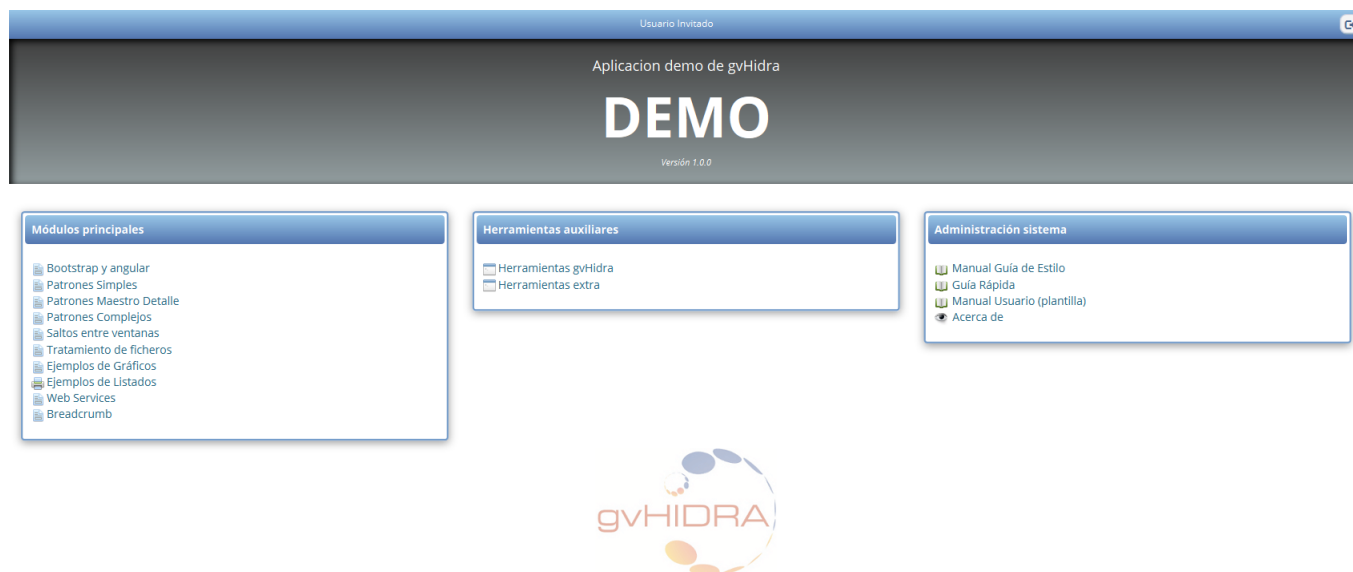 Usuario Invitado
Aplicacion demo de gvHidra
DEMO
Versión 1.0.0
Módulos principales
Bootstrap y angular
Patrones Simples
Patrones Maestro Detalle
Patrones Complejos
Saltos entre ventanas
Tratamiento de ficheros
Ejemplos de Gráficos
Ejemplos de Listados
Web Services
Breadcrumb
Herramientas auxiliares
Herramientas gvHidra
Herramientas extra
Administración sistema
Manual Guía de Estilo
Guía Rápida
Manual Usuario (plantilla)
Acerca de
gvHIDRA